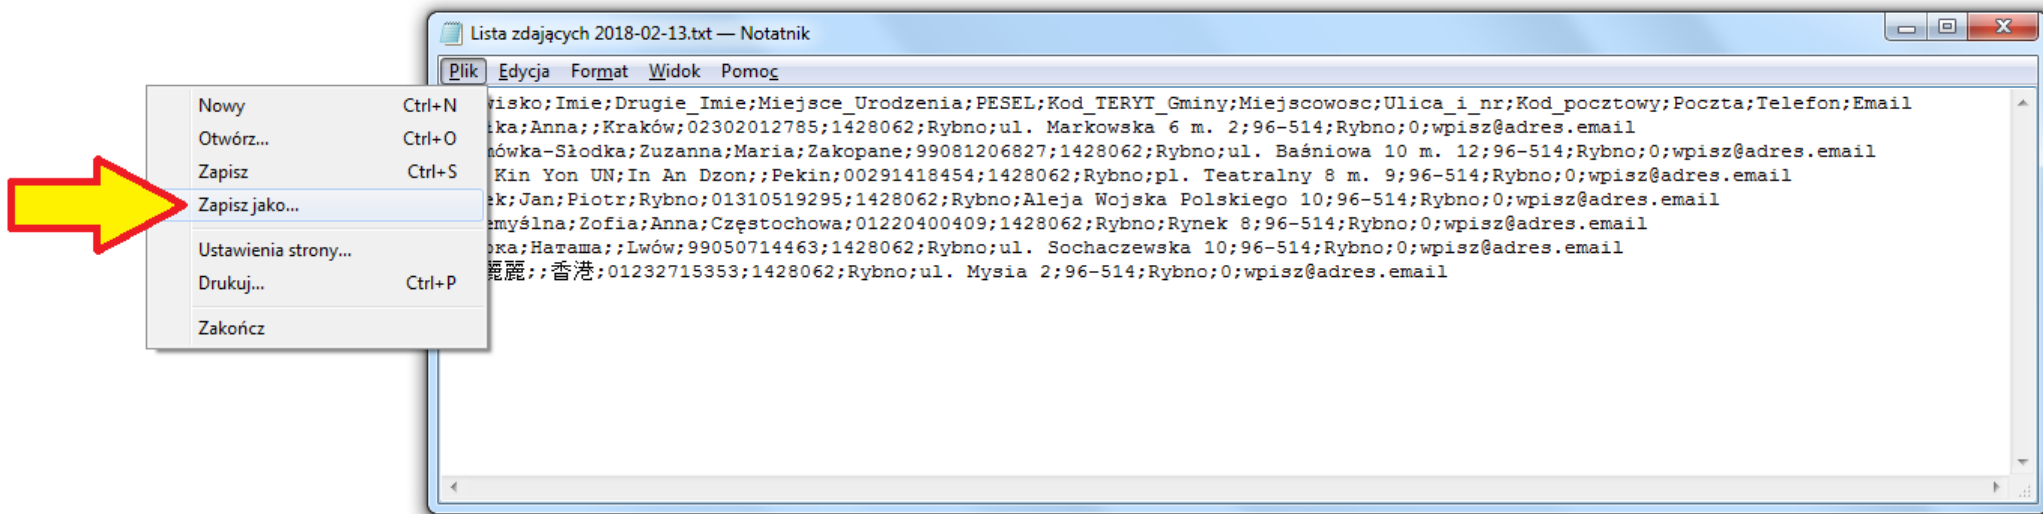 Lista zdających 2018-02-13.txt — Notatnik
Plik Edycja Format Widok Pomoc
Nowy Ctrl+N
Otwórz... Ctrl+O
Zapisz Ctrl+S
Zapisz jako...
Ustawienia strony...
Drukuj... Ctrl+P
Zakończ
;Imie;Drugie_Imie;Miejsce_Urodzenia;PESEL;Kod_TERYT_Gminy;Miejscowosc;Ulica_i_nr;Kod_pocztowy;Poczta;Telefon;Email
;Anna;;Kraków;02302012785;1428062;Rybno;ul. Markowska 6 m. 2;96-514;Rybno;0;wpisz@adres.email
-Słodka;Zuzanna;Maria;Zakopane;99081206827;1428062;Rybno;ul. Baśniowa 10 m. 12;96-514;Rybno;0;wpisz@adres.email
Kin Yon UN;In An Dzon;;Pekin;00291418454;1428062;Rybno;pl. Teatralny 8 m. 9;96-514;Rybno;0;wpisz@adres.email
;Jan;Piotr;Rybno;01310519295;1428062;Rybno;Aleja Wojska Polskiego 10;96-514;Rybno;0;wpisz@adres.email
;Zofia;Anna;Częstochowa;01220400409;1428062;Rybno;Rynek 8;96-514;Rybno;0;wpisz@adres.email
;Наташа;;Lwów;99050714463;1428062;Rybno;ul. Sochaczewska 10;96-514;Rybno;0;wpisz@adres.email
麗麗;;香港;01232715353;1428062;Rybno;ul. Mysia 2;96-514;Rybno;0;wpisz@adres.email